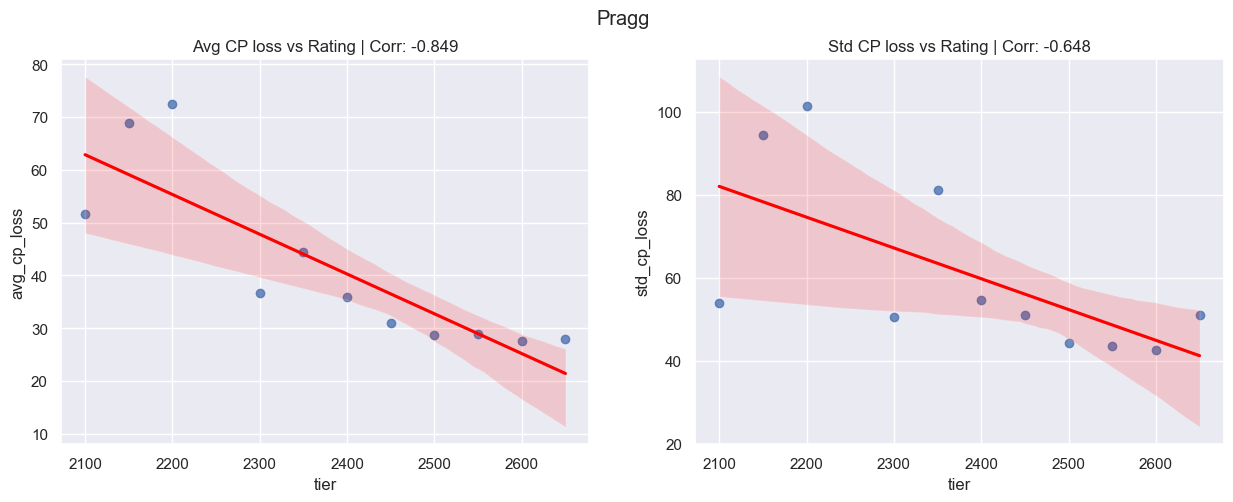 Pragg
Avg CP loss vs Rating | Corr: -0.849
80
70
60
50
40
30
20
10
avg_cp_loss
2100 2200 2300 2400 2500 2600
tier
Std CP loss vs Rating | Corr: -0.648
100
80
60
40
20
std_cp_loss
2100 2200 2300 2400 2500 2600
tier